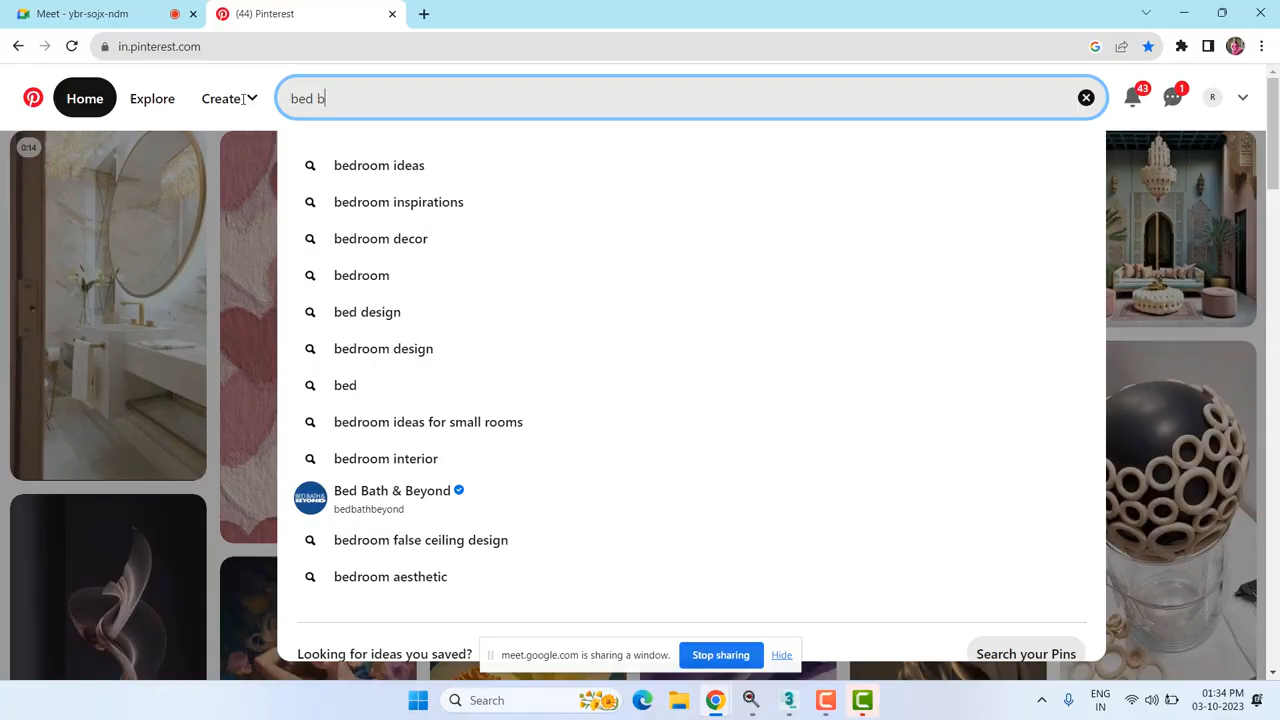 Meet - ybr-sojx-ndm
(44) Pinterest
in.pinterest.com
Home
Explore
Create
bed b
43
1
R
0:14
bedroom ideas
bedroom inspirations
bedroom decor
bedroom
bed design
bedroom design
bed
bedroom ideas for small rooms
bedroom interior
BED BATH &
BEYOND
Bed Bath & Beyond
bedbathbeyond
bedroom false ceiling design
bedroom aesthetic
Looking for ideas you saved?
Search your Pins
meet.google.com is sharing a window.
Stop sharing
Hide
Search
ENG
IN
01:34 PM
03-10-2023